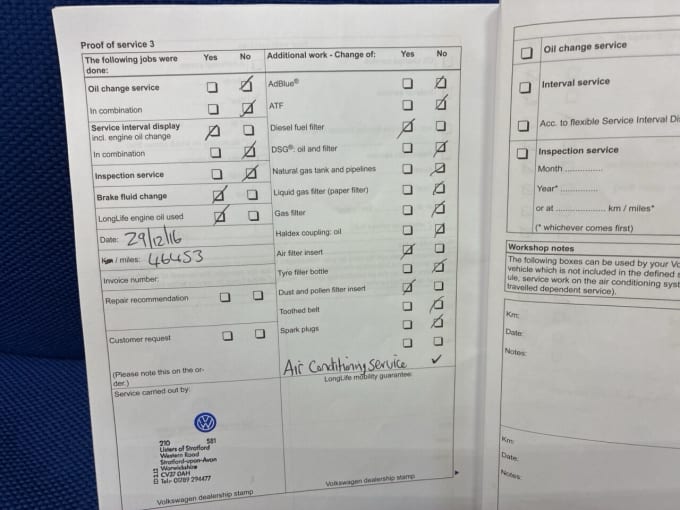 Proof of service 3
The following jobs were done: Yes No
Oil change service
In combination
Service interval display
incl. engine oil change
In combination
Inspection service
In combination
Brake fluid change
LongLife engine oil used
Date: 29/12/16
Km / miles: 46453
Invoice number:
Repair recommendation
Customer request
(Please note this on the or-
der.)
Service carried out by:
210 581
Listers of Stratford
Western Road
Stratford-upon-Avon
Warwickshire
CV37 0AH
Tel: 01789 294477
Volkswagen dealership stamp
Additional work - Change of: Yes No
AdBlue®
ATF
Diesel fuel filter
DSG®: oil and filter
Natural gas tank and pipelines
Liquid gas filter (paper filter)
Gas filter
Haldex coupling: oil
Air filter insert
Tyre filler bottle
Dust and pollen filter insert
Toothed belt
Spark plugs
Air Conditioning Service ✓
LongLife mobility guarantee:
Volkswagen dealership stamp
Oil change service
Interval service
Acc. to flexible Service Interval Di
Inspection service
Month
Year*
or at km / miles*
(* whichever comes first)
Workshop notes
The following boxes can be used by your Vo
vehicle which is not included in the defined s
ule, service work on the air conditioning syst
travelled dependent service).
Km:
Date:
Notes:
Km:
Date:
Notes: